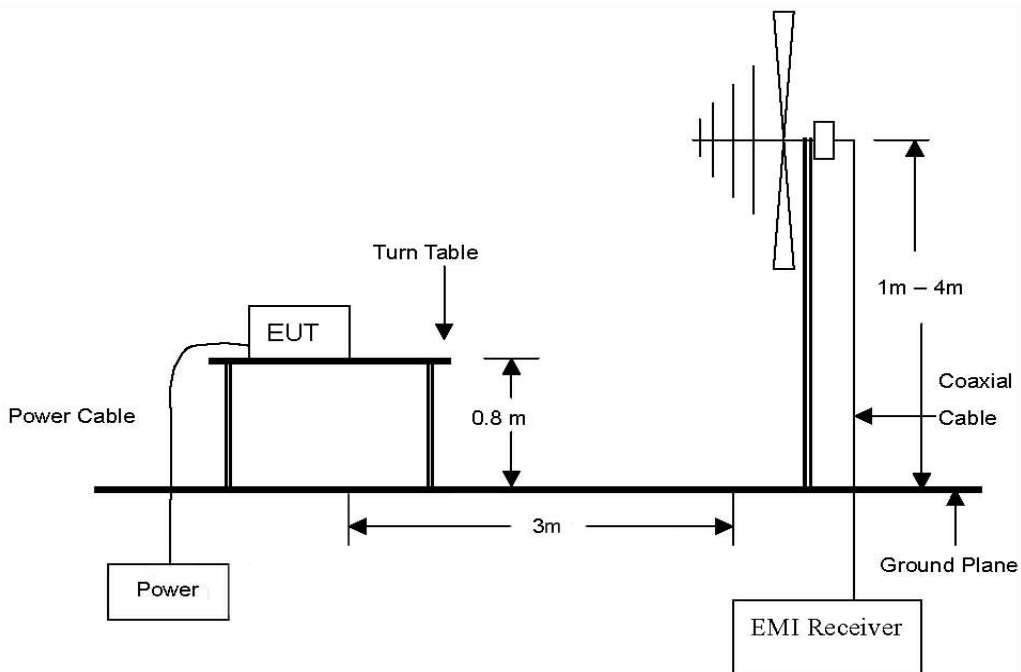 Turn Table
1m – 4m
EUT
Coaxial
Cable
Power Cable
0.8 m
3m
Ground Plane
Power
EMI Receiver